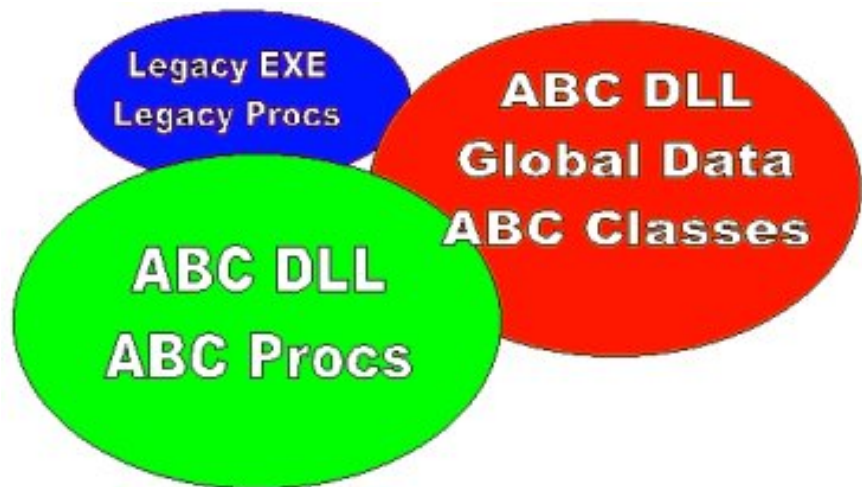 Legacy EXE
Legacy Procs
ABC DLL
Global Data
ABC Classes
ABC DLL
ABC Procs